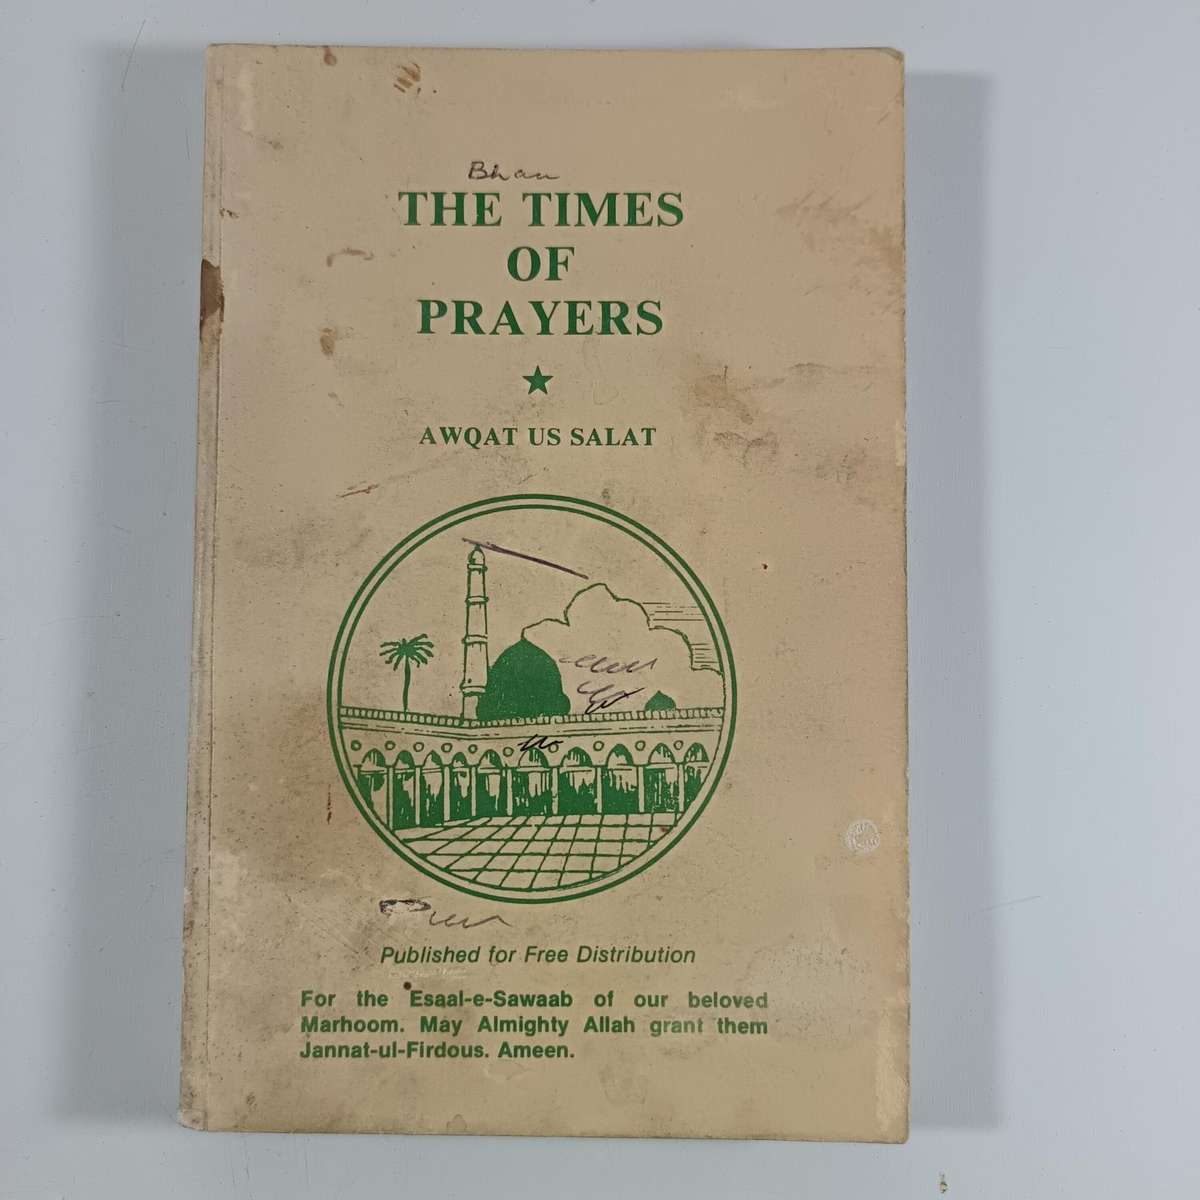 Bhan
THE TIMES
OF
PRAYERS
AWQAT US SALAT
Published for Free Distribution
For the Esaal-e-Sawaab of our beloved
Marhoom. May Almighty Allah grant them
Jannat-ul-Firdous. Ameen.